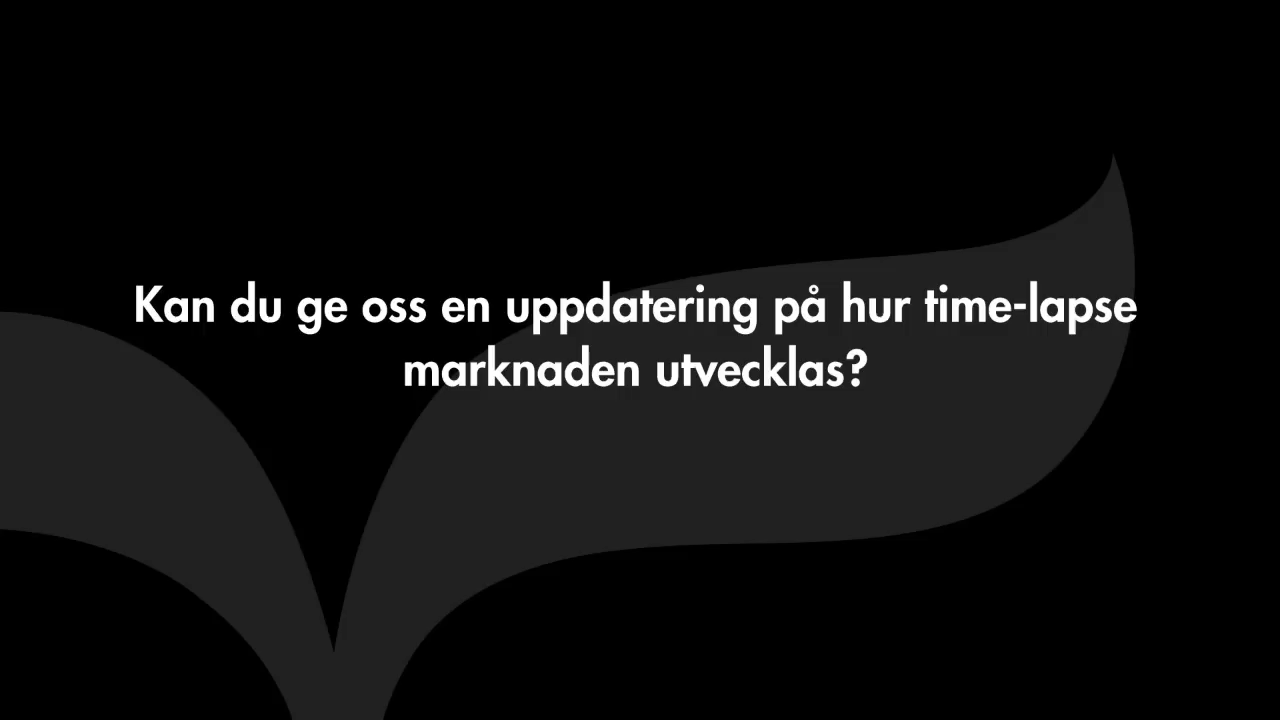 Kan du ge oss en uppdatering på hur time-lapse
marknaden utvecklas?